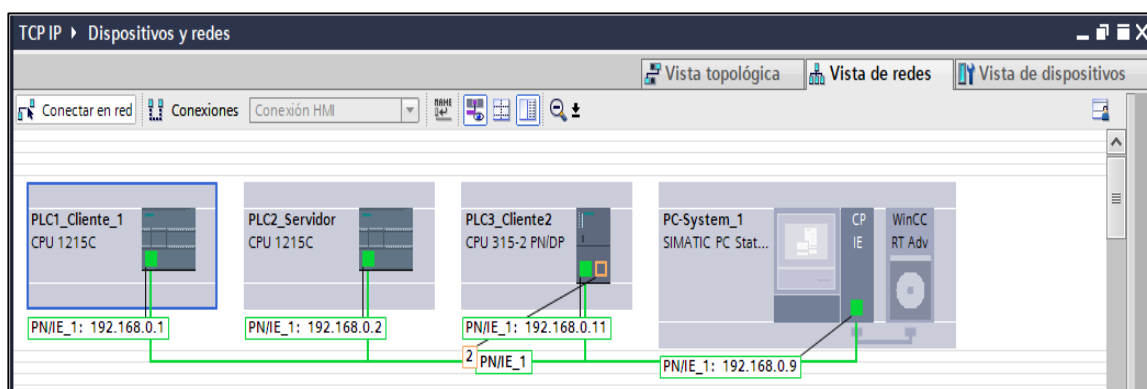 TCP IP ▸ Dispositivos y redes
Vista topológica Vista de redes Vista de dispositivos
Conectar en red Conexiones Conexión HMI NAME
PLC1_Cliente_1
CPU 1215C
PLC2_Servidor
CPU 1215C
PLC3_Cliente2
CPU 315-2 PN/DP
PC-System_1
SIMATIC PC Stat...
CP
IE
WinCC
RT Adv
PN/IE_1: 192.168.0.1
PN/IE_1: 192.168.0.2
PN/IE_1: 192.168.0.11
2 PN/IE_1
PN/IE_1: 192.168.0.9